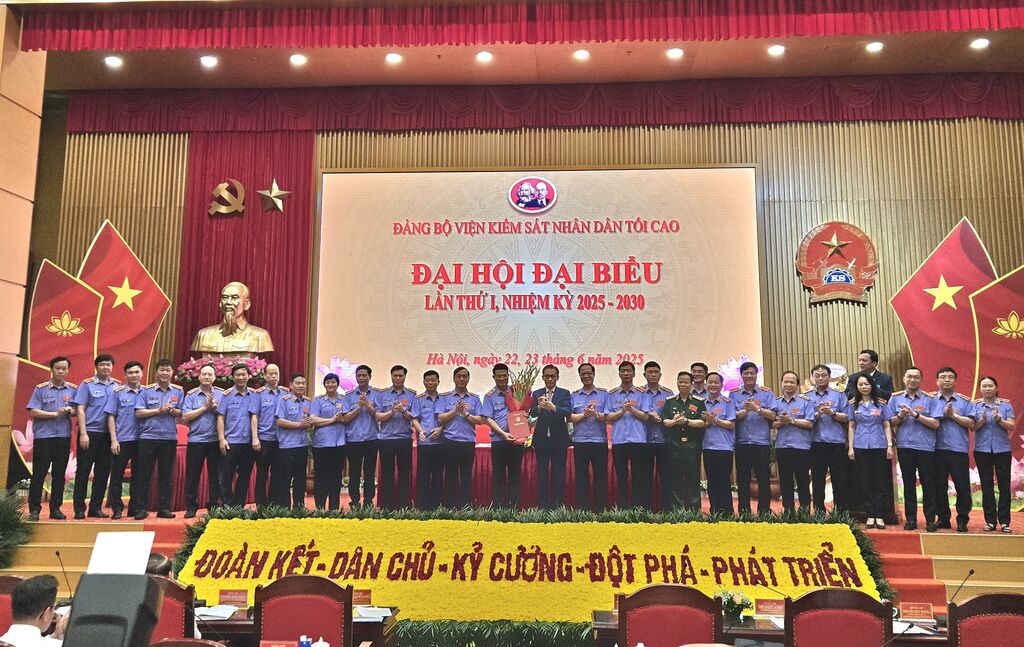 ĐẢNG BỘ VIỆN KIỂM SÁT NHÂN DÂN TỐI CAO
ĐẠI HỘI ĐẠI BIỂU
LẦN THỨ I, NHIỆM KỲ 2025 - 2030
Hà Nội, ngày 22, 23 tháng 6 năm 2025
KS
ĐOÀN KẾT - DÂN CHỦ - KỶ CƯƠNG - ĐỘT PHÁ - PHÁT TRIỂN